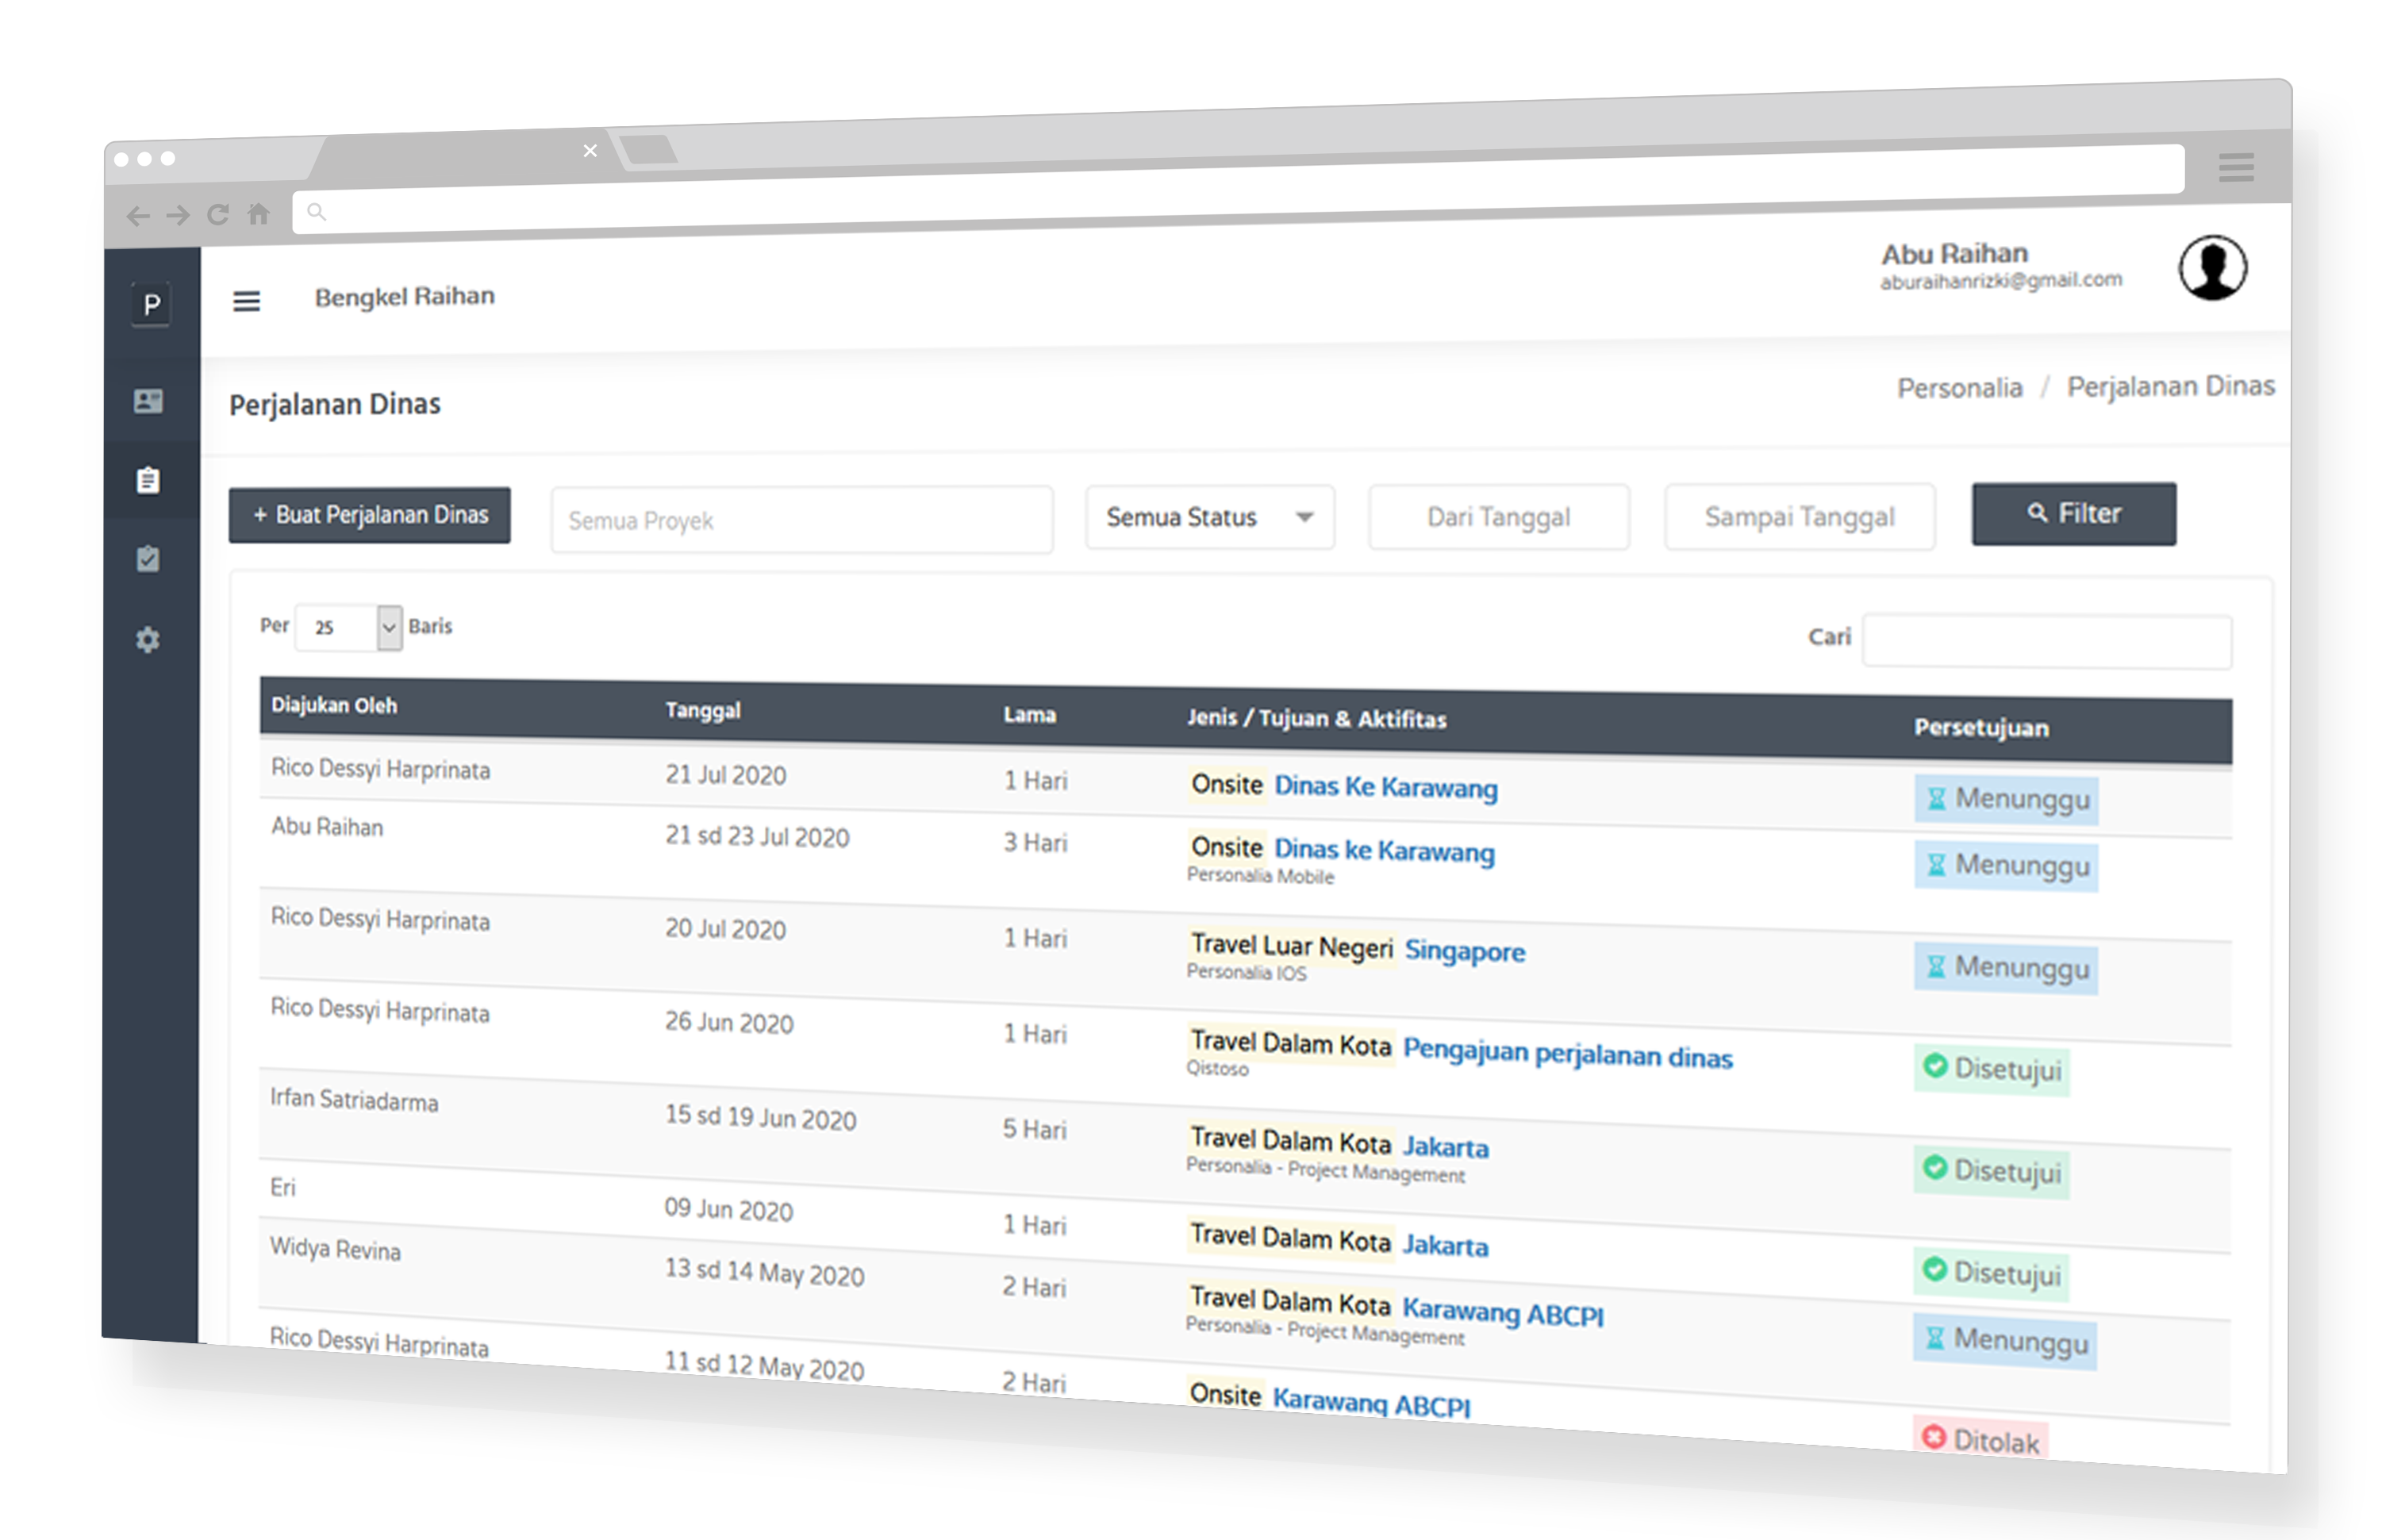 Abu Raihan
aburaihanrizki@gmail.com
P
Bengkel Raihan
Perjalanan Dinas
Personalia / Perjalanan Dinas
+ Buat Perjalanan Dinas
Semua Proyek
Semua Status
Dari Tanggal
Sampai Tanggal
Filter
Per 25 Baris
Cari
Diajukan Oleh Tanggal Lama Jenis / Tujuan & Aktifitas Persetujuan
Rico Dessyi Harprinata 21 Jul 2020 1 Hari Onsite Dinas Ke Karawang Menunggu
Abu Raihan 21 sd 23 Jul 2020 3 Hari Onsite Dinas ke Karawang Menunggu
Personalia Mobile
Rico Dessyi Harprinata 20 Jul 2020 1 Hari Travel Luar Negeri Singapore Menunggu
Personalia IOS
Rico Dessyi Harprinata 26 Jun 2020 1 Hari Travel Dalam Kota Pengajuan perjalanan dinas Disetujui
Qistoso
Irfan Satriadarma 15 sd 19 Jun 2020 5 Hari Travel Dalam Kota Jakarta Disetujui
Personalia - Project Management
Eri 09 Jun 2020 1 Hari Travel Dalam Kota Jakarta Disetujui
Widya Revina 13 sd 14 May 2020 2 Hari Travel Dalam Kota Karawang ABCPI Menunggu
Personalia - Project Management
Rico Dessyi Harprinata 11 sd 12 May 2020 2 Hari Onsite Karawang ABCPI Ditolak